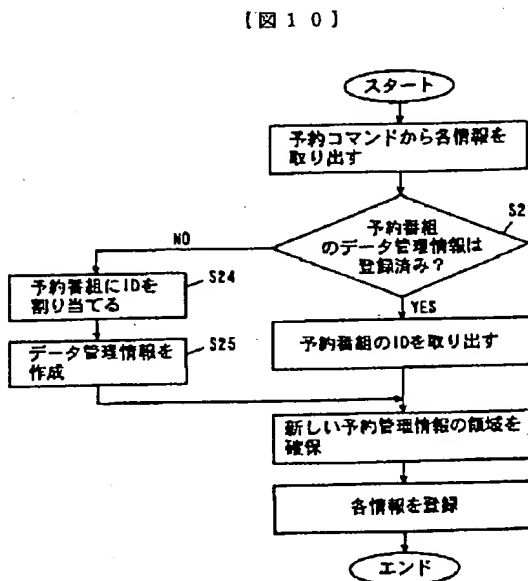 【図１０】
スタート
予約コマンドから各情報を
取り出す
S2
予約番組
のデータ管理情報は
登録済み？
NO
YES
予約番組にIDを
割り当てる
S24
データ管理情報を
作成
S25
予約番組のIDを取り出す
新しい予約管理情報の領域を
確保
各情報を登録
エンド